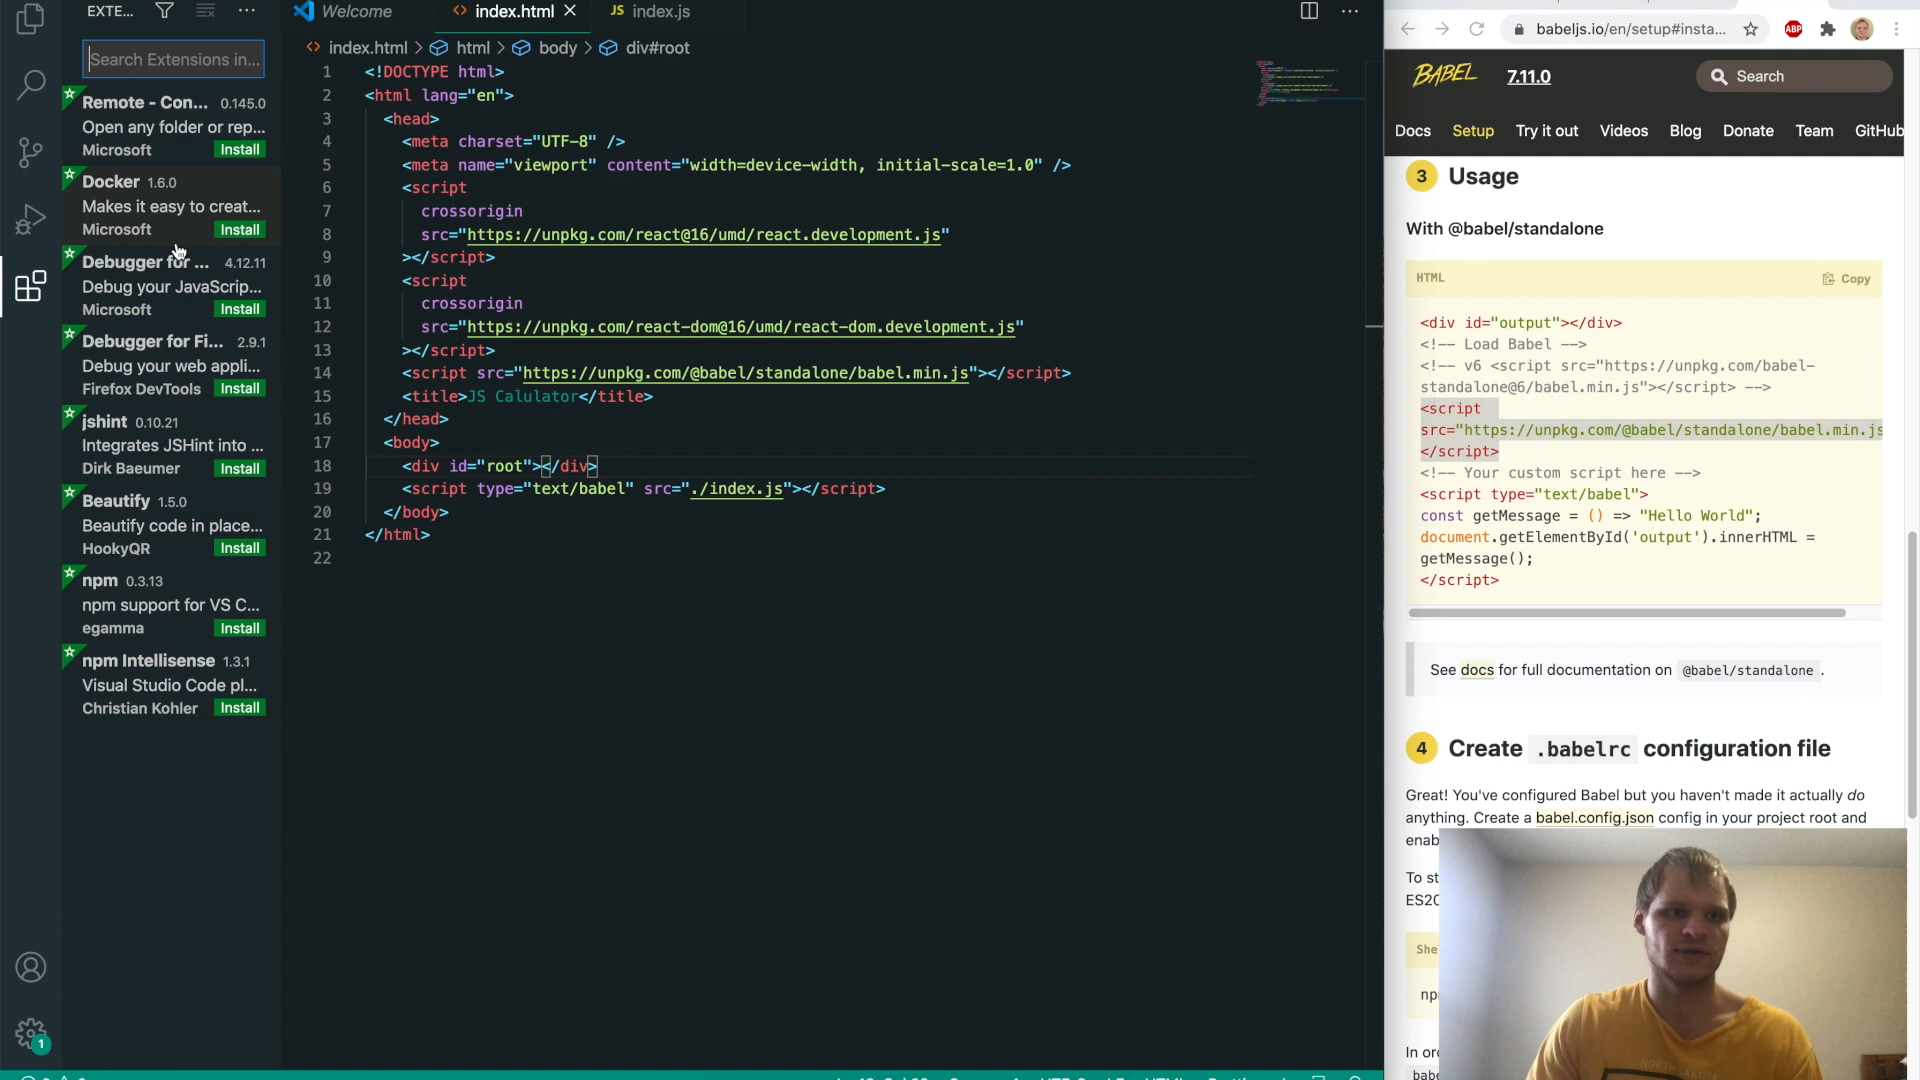 EXTE...
Search Extensions in...
Remote - Con... 0.145.0
Open any folder or rep...
Microsoft Install
Docker 1.6.0
Makes it easy to creat...
Microsoft Install
Debugger for ... 4.12.11
Debug your JavaScrip...
Microsoft Install
Debugger for Fi... 2.9.1
Debug your web appli...
Firefox DevTools Install
jshint 0.10.21
Integrates JSHint into ...
Dirk Baeumer Install
Beautify 1.5.0
Beautify code in place...
HookyQR Install
npm 0.3.13
npm support for VS C...
egamma Install
npm Intellisense 1.3.1
Visual Studio Code pl...
Christian Kohler Install
1
Welcome
index.html
JS index.js
index.html > html > body > div#root
1 <!DOCTYPE html>
2 <html lang="en">
3 <head>
4 <meta charset="UTF-8" />
5 <meta name="viewport" content="width=device-width, initial-scale=1.0" />
6 <script
7 crossorigin
8 src="https://unpkg.com/react@16/umd/react.development.js"
9 ></script>
10 <script
11 crossorigin
12 src="https://unpkg.com/react-dom@16/umd/react-dom.development.js"
13 ></script>
14 <script src="https://unpkg.com/@babel/standalone/babel.min.js"></script>
15 <title>JS Calulator</title>
16 </head>
17 <body>
18 <div id="root"></div>
19 <script type="text/babel" src="./index.js"></script>
20 </body>
21 </html>
22
babeljs.io/en/setup#insta...
ABP
BABEL 7.11.0 Search
Docs Setup Try it out Videos Blog Donate Team GitHub
3 Usage
With @babel/standalone
HTML Copy
<div id="output"></div>
<!-- Load Babel -->
<!-- v6 <script src="https://unpkg.com/babel-
standalone@6/babel.min.js"></script> -->
<script
src="https://unpkg.com/@babel/standalone/babel.min.js
</script>
<!-- Your custom script here -->
<script type="text/babel">
const getMessage = () => "Hello World";
document.getElementById('output').innerHTML =
getMessage();
</script>
See docs for full documentation on @babel/standalone .
4 Create .babelrc configuration file
Great! You've configured Babel but you haven't made it actually do
anything. Create a babel.config.json config in your project root and
enab
To st
ES20
She
npm
In or
babe